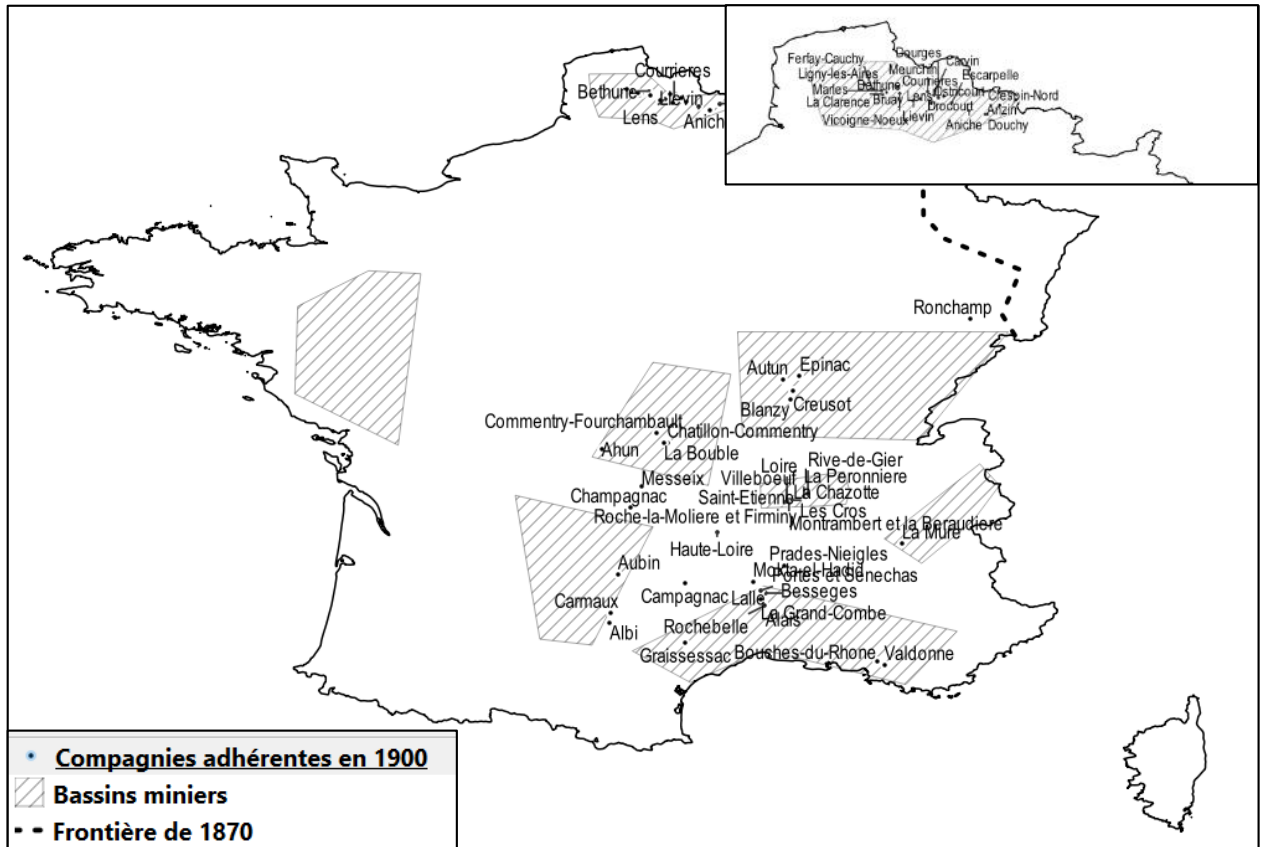 Courrieres
Bethune
Lievin
Lens
Anich
Ferfay-Cauchy
Dourges
Carvin
Ligny-les-Aires
Meurchin
Escarpelle
Marles
Bethune
Courrieres
Ostricourt
Crespin-Nord
La Clarence
Bruay
Lens
Drocourt
Anzin
Vicoigne-Noeux
Lievin
Aniche
Douchy
Ronchamp
Autun
Epinac
Blanzy
Creusot
Commentry-Fourchambault
Chatillon-Commentry
Ahun
La Bouble
Messeix
Champagnac
Loire
Rive-de-Gier
Villeboeuf
La Peronniere
Saint-Etienne
La Chazotte
Roche-la-Moliere et Firminy
Les Cros
Montrambert et la Beraudiere
La Mure
Haute-Loire
Prades-Nieigles
Mokta-el-Hadid
Portes et Senechas
Aubin
Campagnac
Lalle
Besseges
Carmaux
La Grand-Combe
Albi
Rochebelle
Alais
Graissessac
Bouches-du-Rhone
Valdonne
Compagnies adhérentes en 1900
Bassins miniers
Frontière de 1870